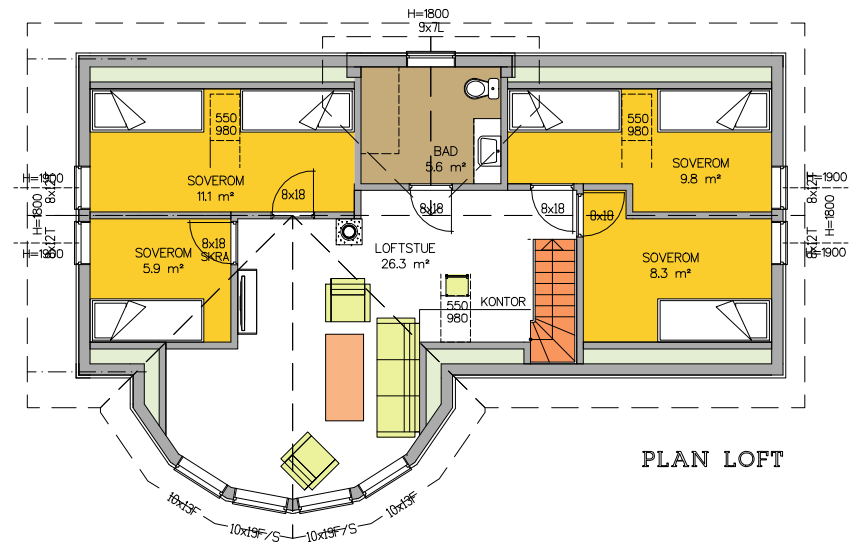 H=1800
9x7L
550
980
550
980
BAD
5.6 m²
SOVEROM
11.1 m²
SOVEROM
9.8 m²
H=1900
8x12T
H=1800
8x12T
H=1900
H=1900
8x12T
H=1800
8x12T
H=1900
8x18
8x18
8x18
8x18
8x18
SKRÅ
SOVEROM
5.9 m²
LOFTSTUE
26.3 m²
SOVEROM
8.3 m²
KONTOR
550
980
PLAN LOFT
10x13F
10x19F/S
10x19F/S
10x13F